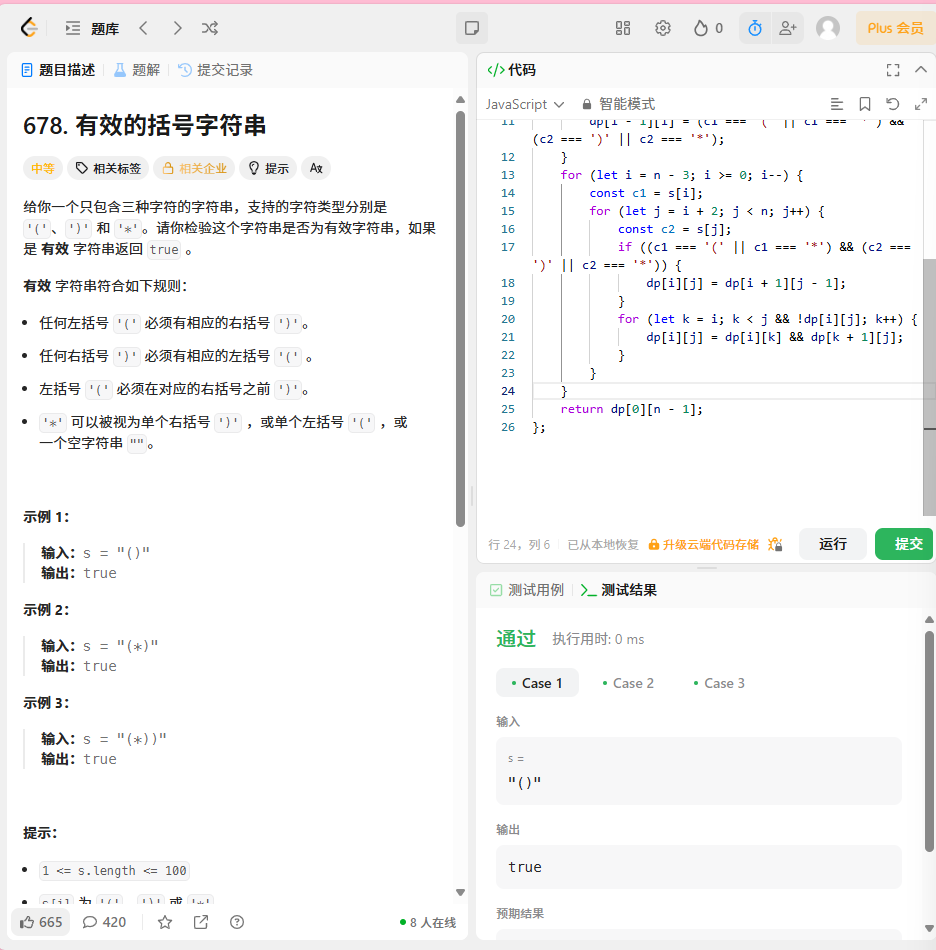 题库
0
Plus 会员
题目描述
题解
提交记录
678. 有效的括号字符串
中等
相关标签
相关企业
提示
给你一个只包含三种字符的字符串，支持的字符类型分别是
'('、')' 和 '*'。请你检验这个字符串是否为有效字符串，如果
是 有效 字符串返回 true 。
有效 字符串符合如下规则：
任何左括号 '(' 必须有相应的右括号 ')'。
任何右括号 ')' 必须有相应的左括号 '(' 。
左括号 '(' 必须在对应的右括号之前 ')'。
'*' 可以被视为单个右括号 ')' ，或单个左括号 '(' ，或
一个空字符串 ""。
示例 1：
输入：s = "()"
输出：true
示例 2：
输入：s = "(*)"
输出：true
示例 3：
输入：s = "(*))"
输出：true
提示：
1 <= s.length <= 100
s[i] 为 '('、')' 或 '*'
665
420
8 人在线
代码
JavaScript
智能模式
11 dp[i - 1][i] = (c1 === '(' || c1 === '*') &&
(c2 === ')' || c2 === '*');
12 }
13 for (let i = n - 3; i >= 0; i--) {
14 const c1 = s[i];
15 for (let j = i + 2; j < n; j++) {
16 const c2 = s[j];
17 if ((c1 === '(' || c1 === '*') && (c2 ===
')' || c2 === '*')) {
18 dp[i][j] = dp[i + 1][j - 1];
19 }
20 for (let k = i; k < j && !dp[i][j]; k++) {
21 dp[i][j] = dp[i][k] && dp[k + 1][j];
22 }
23 }
24 }
25 return dp[0][n - 1];
26 };
行 24，列 6
已从本地恢复
升级云端代码存储
运行
提交
测试用例
测试结果
通过
执行用时: 0 ms
Case 1
Case 2
Case 3
输入
s =
"()"
输出
true
预期结果